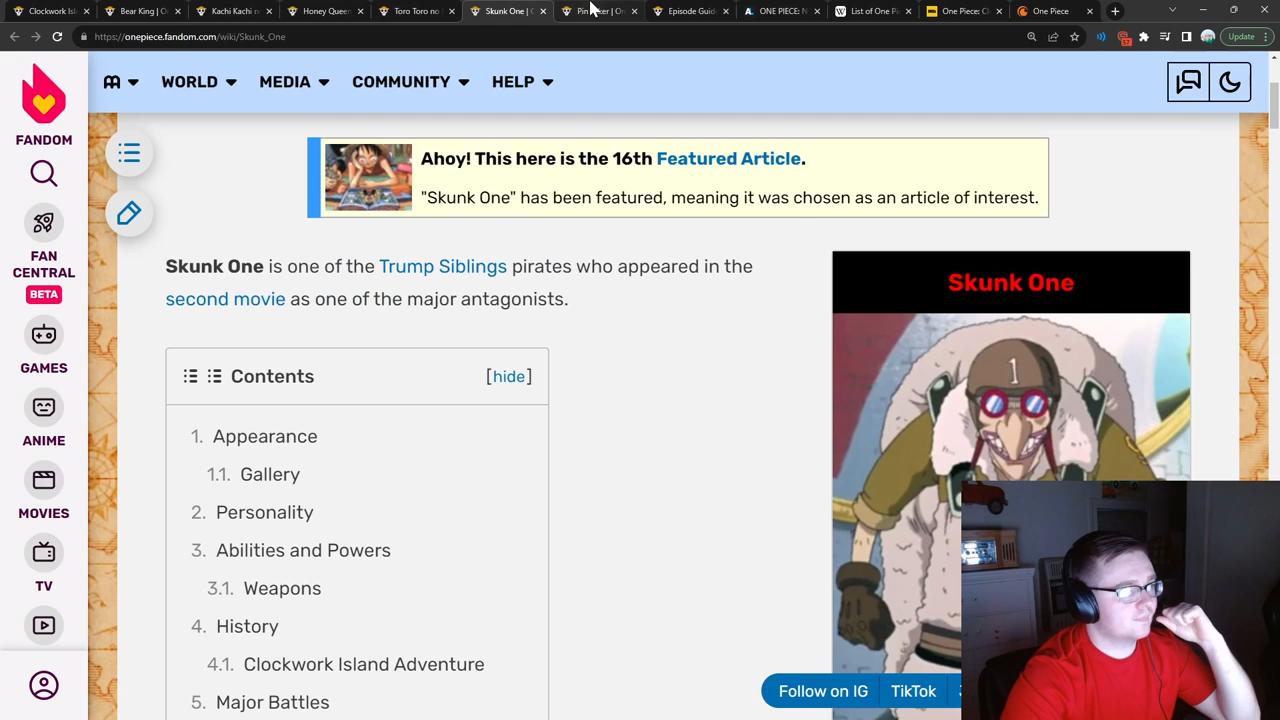 Clockwork Isl
Bear King | O
Kachi Kachi n
Honey Queen
Toro Toro no
Skunk One | O
Episode Guid
ONE PIECE: N
List of One Pi
One Piece: Cl
One Piece
https://onepiece.fandom.com/wiki/Skunk_One
Update
FANDOM
FAN
CENTRAL
BETA
GAMES
ANIME
MOVIES
TV
WORLD
MEDIA
COMMUNITY
HELP
Ahoy! This here is the 16th Featured Article.
"Skunk One" has been featured, meaning it was chosen as an article of interest.
Skunk One is one of the Trump Siblings pirates who appeared in the
second movie as one of the major antagonists.
Contents [hide]
1. Appearance
1.1. Gallery
2. Personality
3. Abilities and Powers
3.1. Weapons
4. History
4.1. Clockwork Island Adventure
5. Major Battles
Skunk One
1
Follow on IG
TikTok